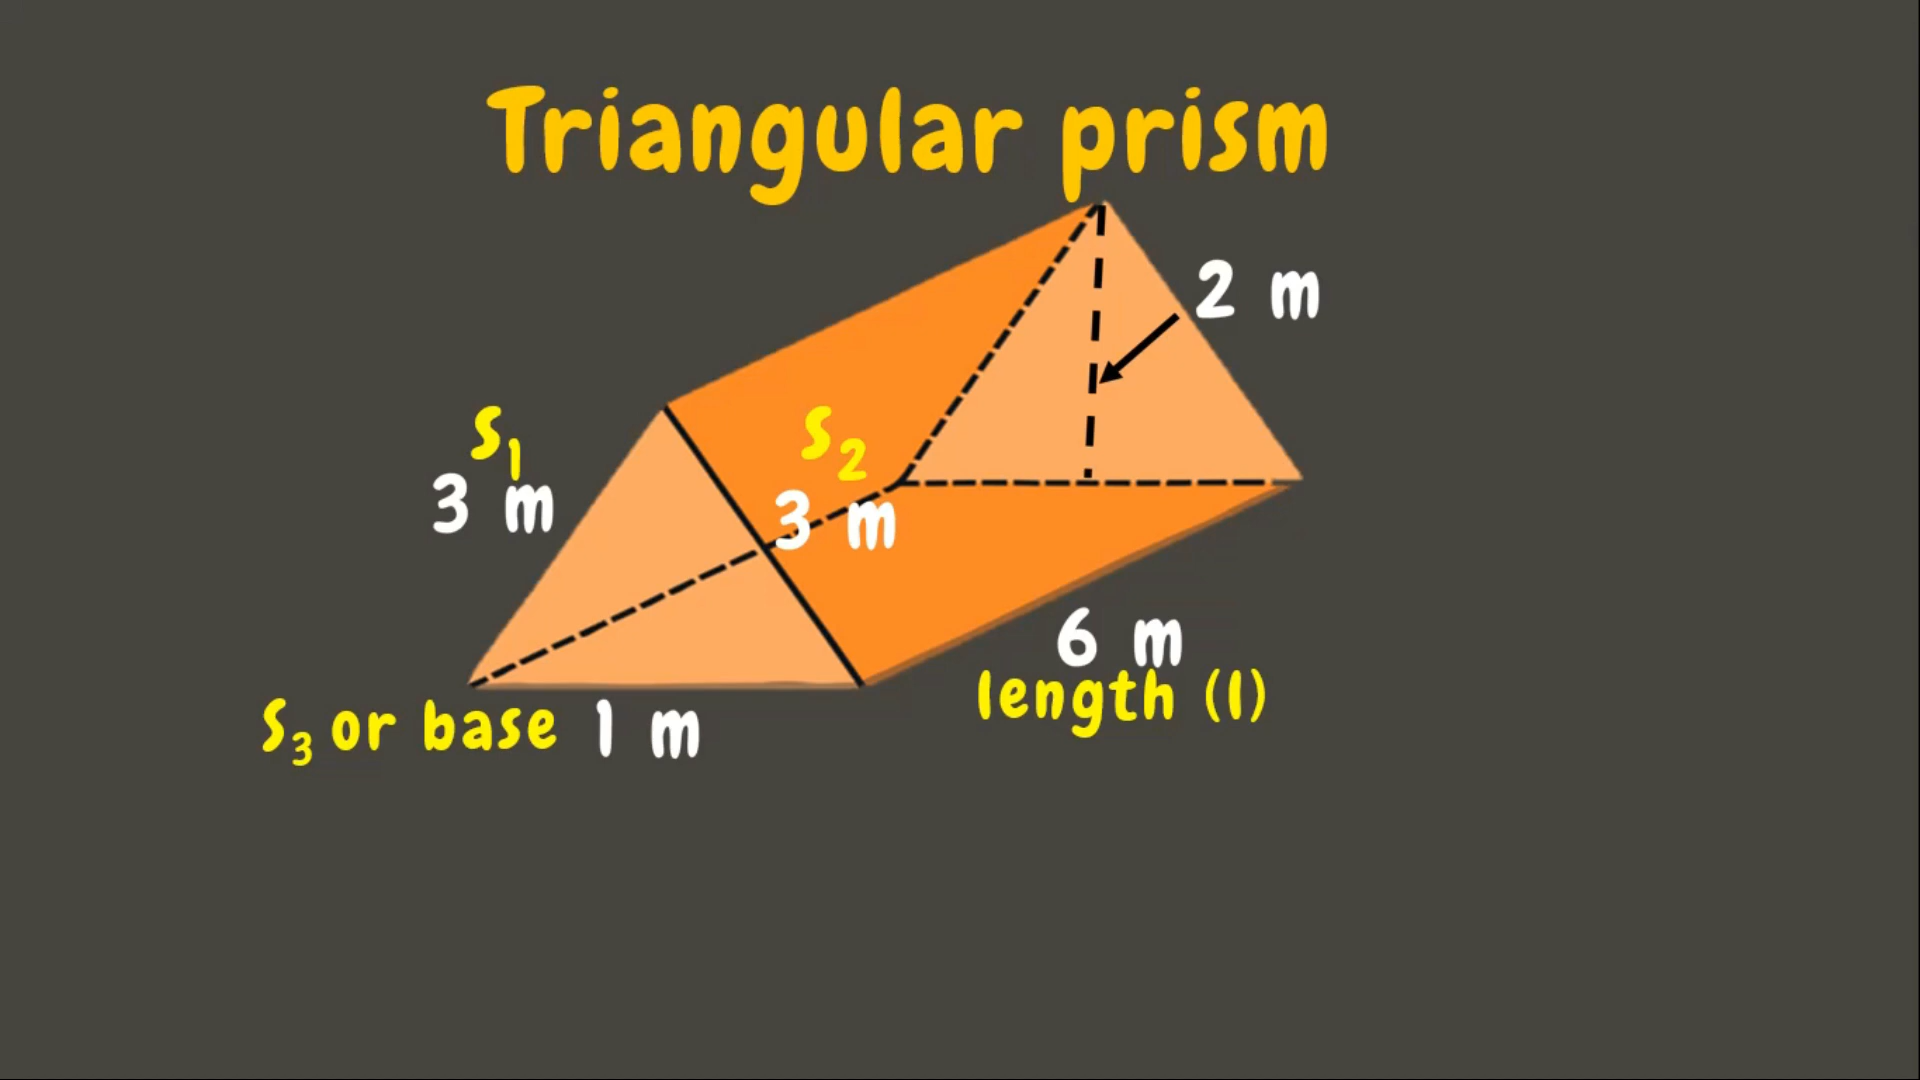 Triangular prism
2 m
S1
3 m
S2
3 m
6 m
length (l)
S3 or base 1 m